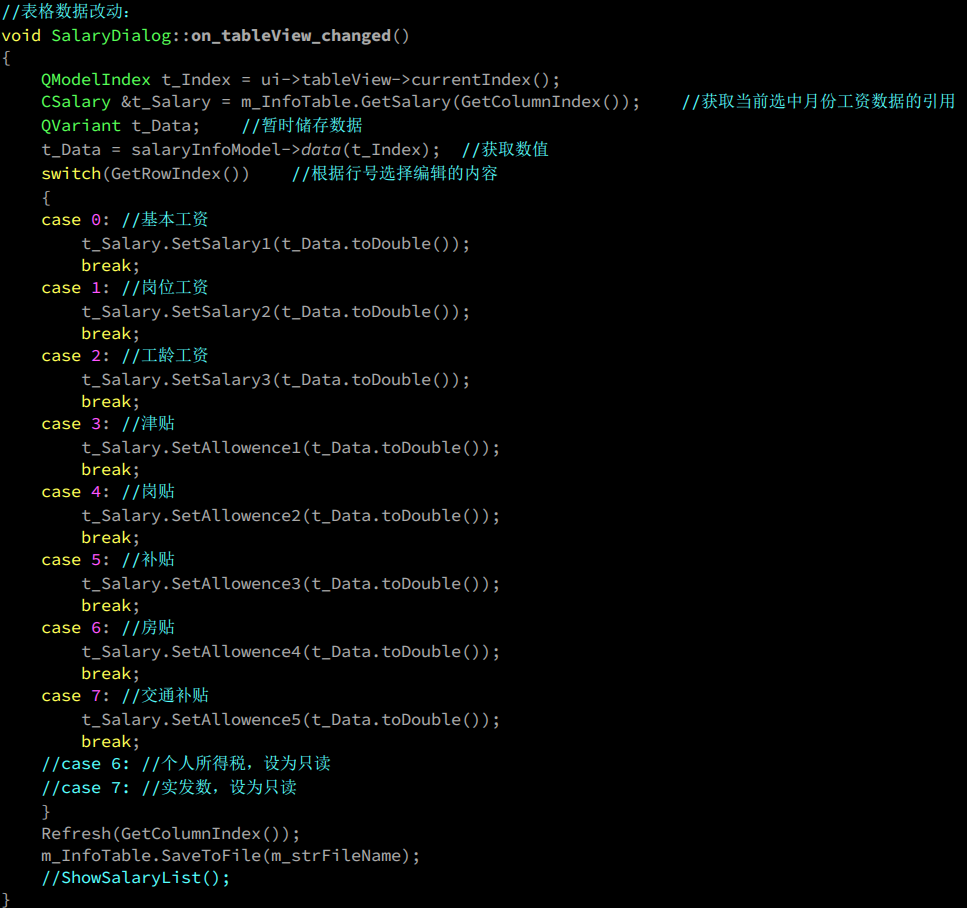 //表格数据改动：
void SalaryDialog::on_tableView_changed()
{
    QModelIndex t_Index = ui->tableView->currentIndex();
    CSalary &t_Salary = m_InfoTable.GetSalary(GetColumnIndex());    //获取当前选中月份工资数据的引用
    QVariant t_Data;    //暂时储存数据
    t_Data = salaryInfoModel->data(t_Index);  //获取数值
    switch(GetRowIndex())    //根据行号选择编辑的内容
    {
    case 0: //基本工资
        t_Salary.SetSalary1(t_Data.toDouble());
        break;
    case 1: //岗位工资
        t_Salary.SetSalary2(t_Data.toDouble());
        break;
    case 2: //工龄工资
        t_Salary.SetSalary3(t_Data.toDouble());
        break;
    case 3: //津贴
        t_Salary.SetAllowence1(t_Data.toDouble());
        break;
    case 4: //岗贴
        t_Salary.SetAllowence2(t_Data.toDouble());
        break;
    case 5: //补贴
        t_Salary.SetAllowence3(t_Data.toDouble());
        break;
    case 6: //房贴
        t_Salary.SetAllowence4(t_Data.toDouble());
        break;
    case 7: //交通补贴
        t_Salary.SetAllowence5(t_Data.toDouble());
        break;
    //case 6: //个人所得税，设为只读
    //case 7: //实发数，设为只读
    }
    Refresh(GetColumnIndex());
    m_InfoTable.SaveToFile(m_strFileName);
    //ShowSalaryList();
}